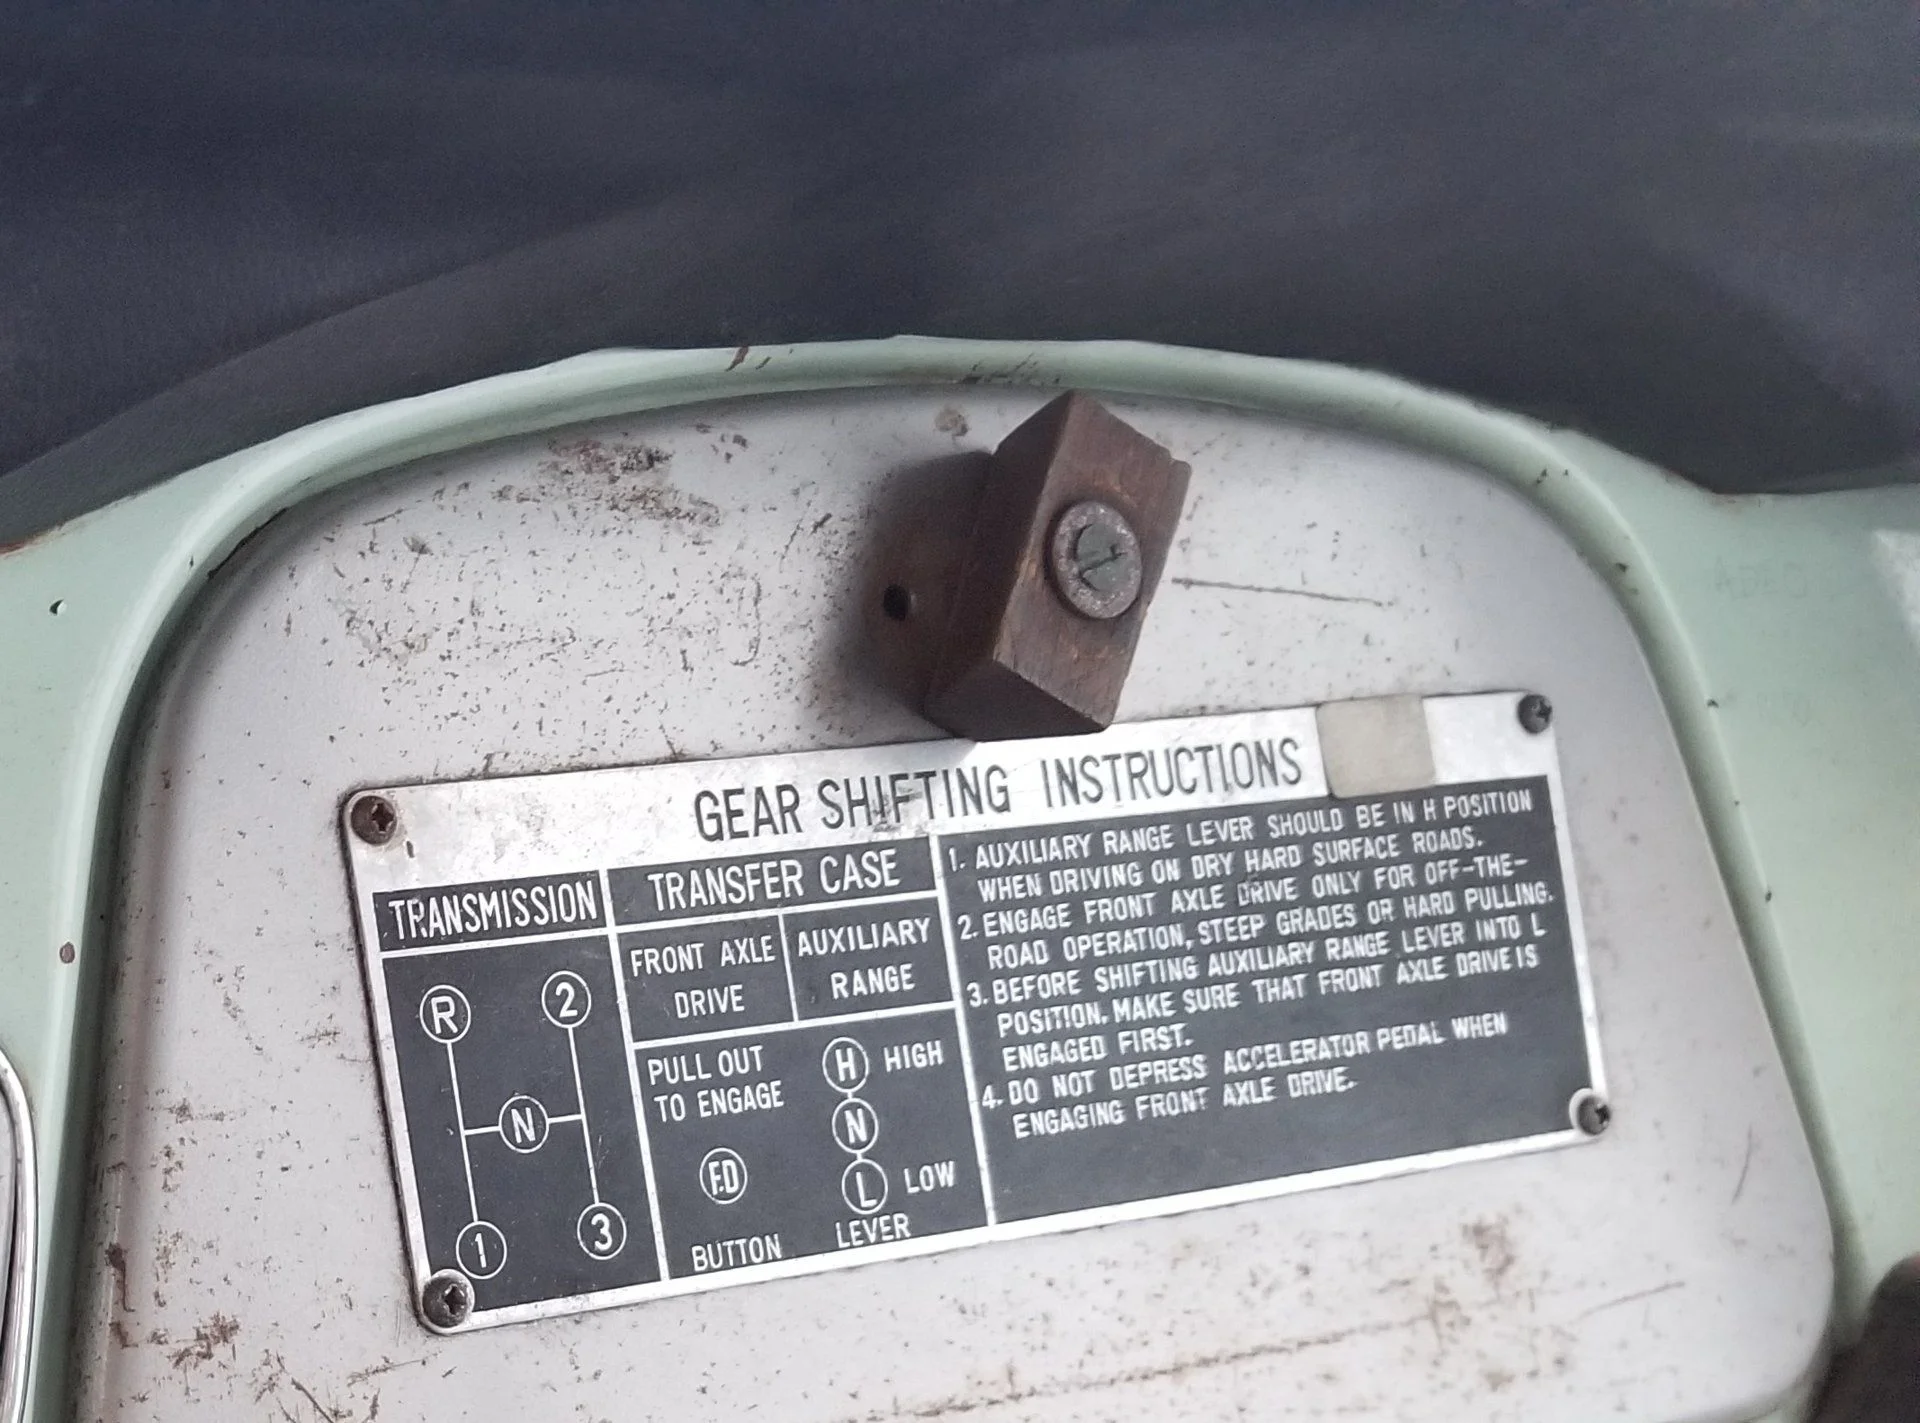 GEAR SHIFTING INSTRUCTIONS
TRANSMISSION
R 2
N
1 3
TRANSFER CASE
FRONT AXLE
DRIVE
PULL OUT
TO ENGAGE
F.D
BUTTON
AUXILIARY
RANGE
H HIGH
N
L LOW
LEVER
1. AUXILIARY RANGE LEVER SHOULD BE IN H POSITION
WHEN DRIVING ON DRY HARD SURFACE ROADS.
2. ENGAGE FRONT AXLE DRIVE ONLY FOR OFF-THE-
ROAD OPERATION, STEEP GRADES OR HARD PULLING.
3. BEFORE SHIFTING AUXILIARY RANGE LEVER INTO L
POSITION. MAKE SURE THAT FRONT AXLE DRIVE IS
ENGAGED FIRST.
4. DO NOT DEPRESS ACCELERATOR PEDAL WHEN
ENGAGING FRONT AXLE DRIVE.